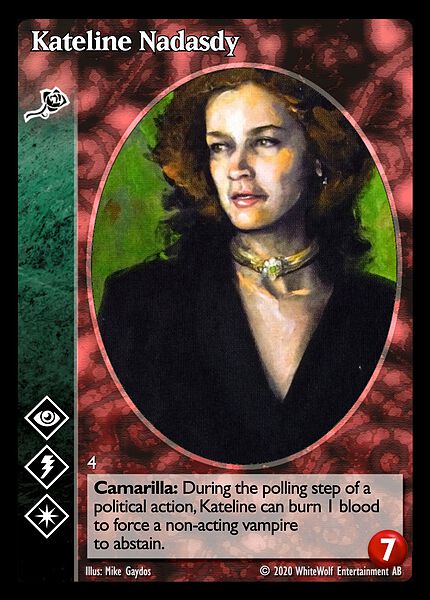 Kateline Nadasdy
4
Camarilla: During the polling step of a
political action, Kateline can burn 1 blood
to force a non-acting vampire
to abstain.
7
Illus: Mike Gaydos
© 2020 WhiteWolf Entertainment AB